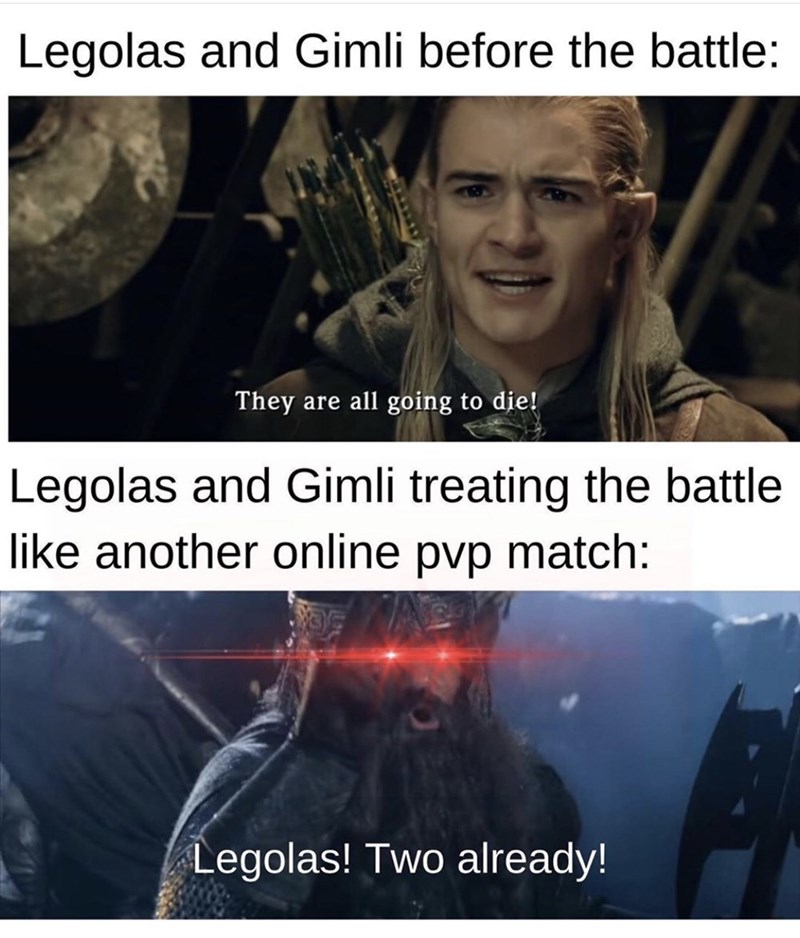 Legolas and Gimli before the battle:
They are all going to die!
Legolas and Gimli treating the battle
like another online pvp match:
Legolas! Two already!